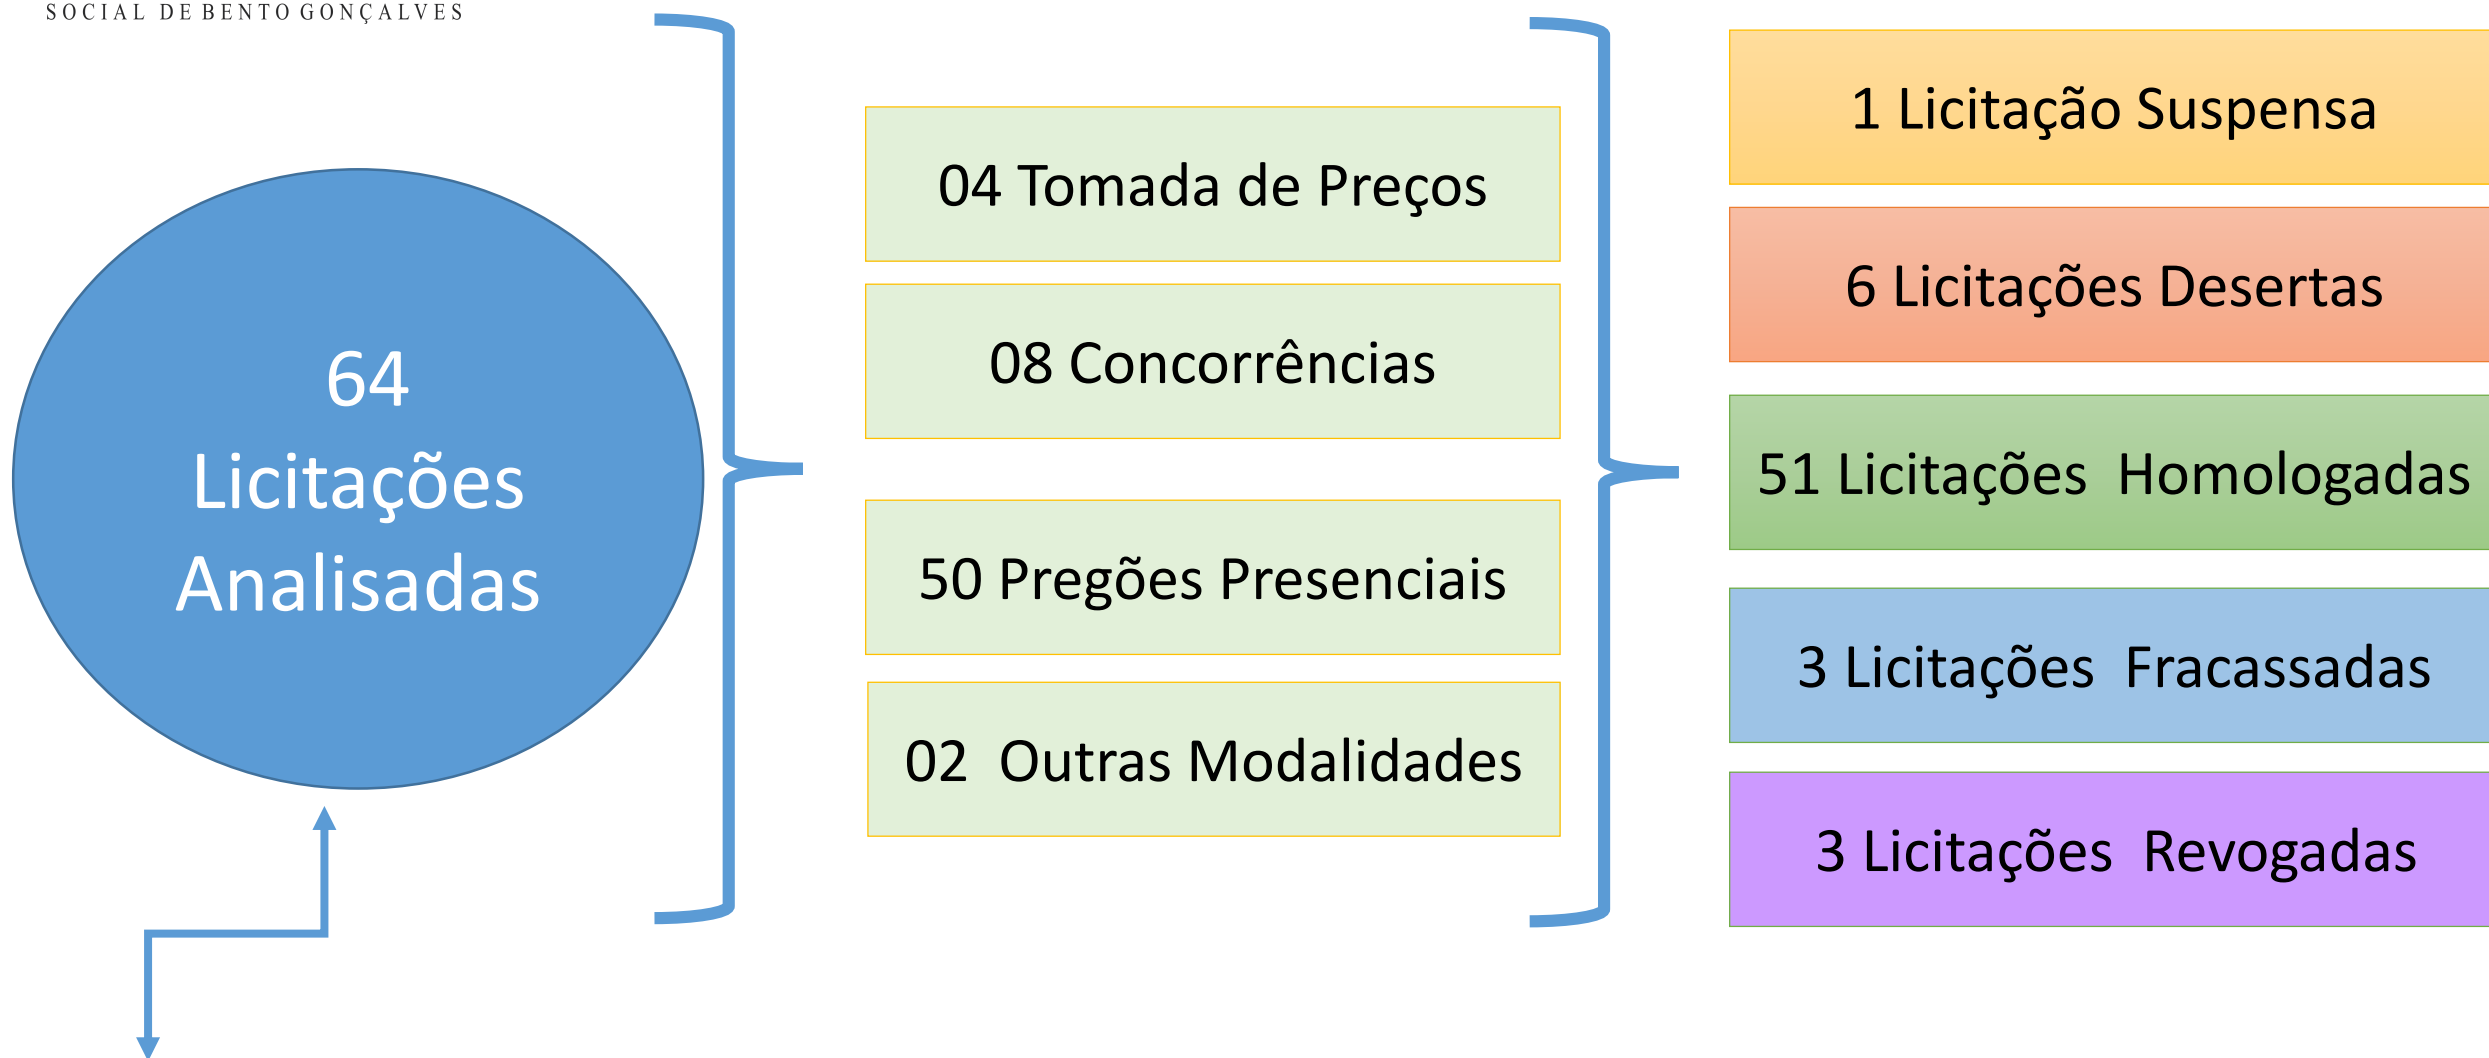 SOCIAL DE BENTO GONÇALVES
64
Licitações
Analisadas
04 Tomada de Preços
08 Concorrências
50 Pregões Presenciais
02 Outras Modalidades
1 Licitação Suspensa
6 Licitações Desertas
51 Licitações Homologadas
3 Licitações Fracassadas
3 Licitações Revogadas